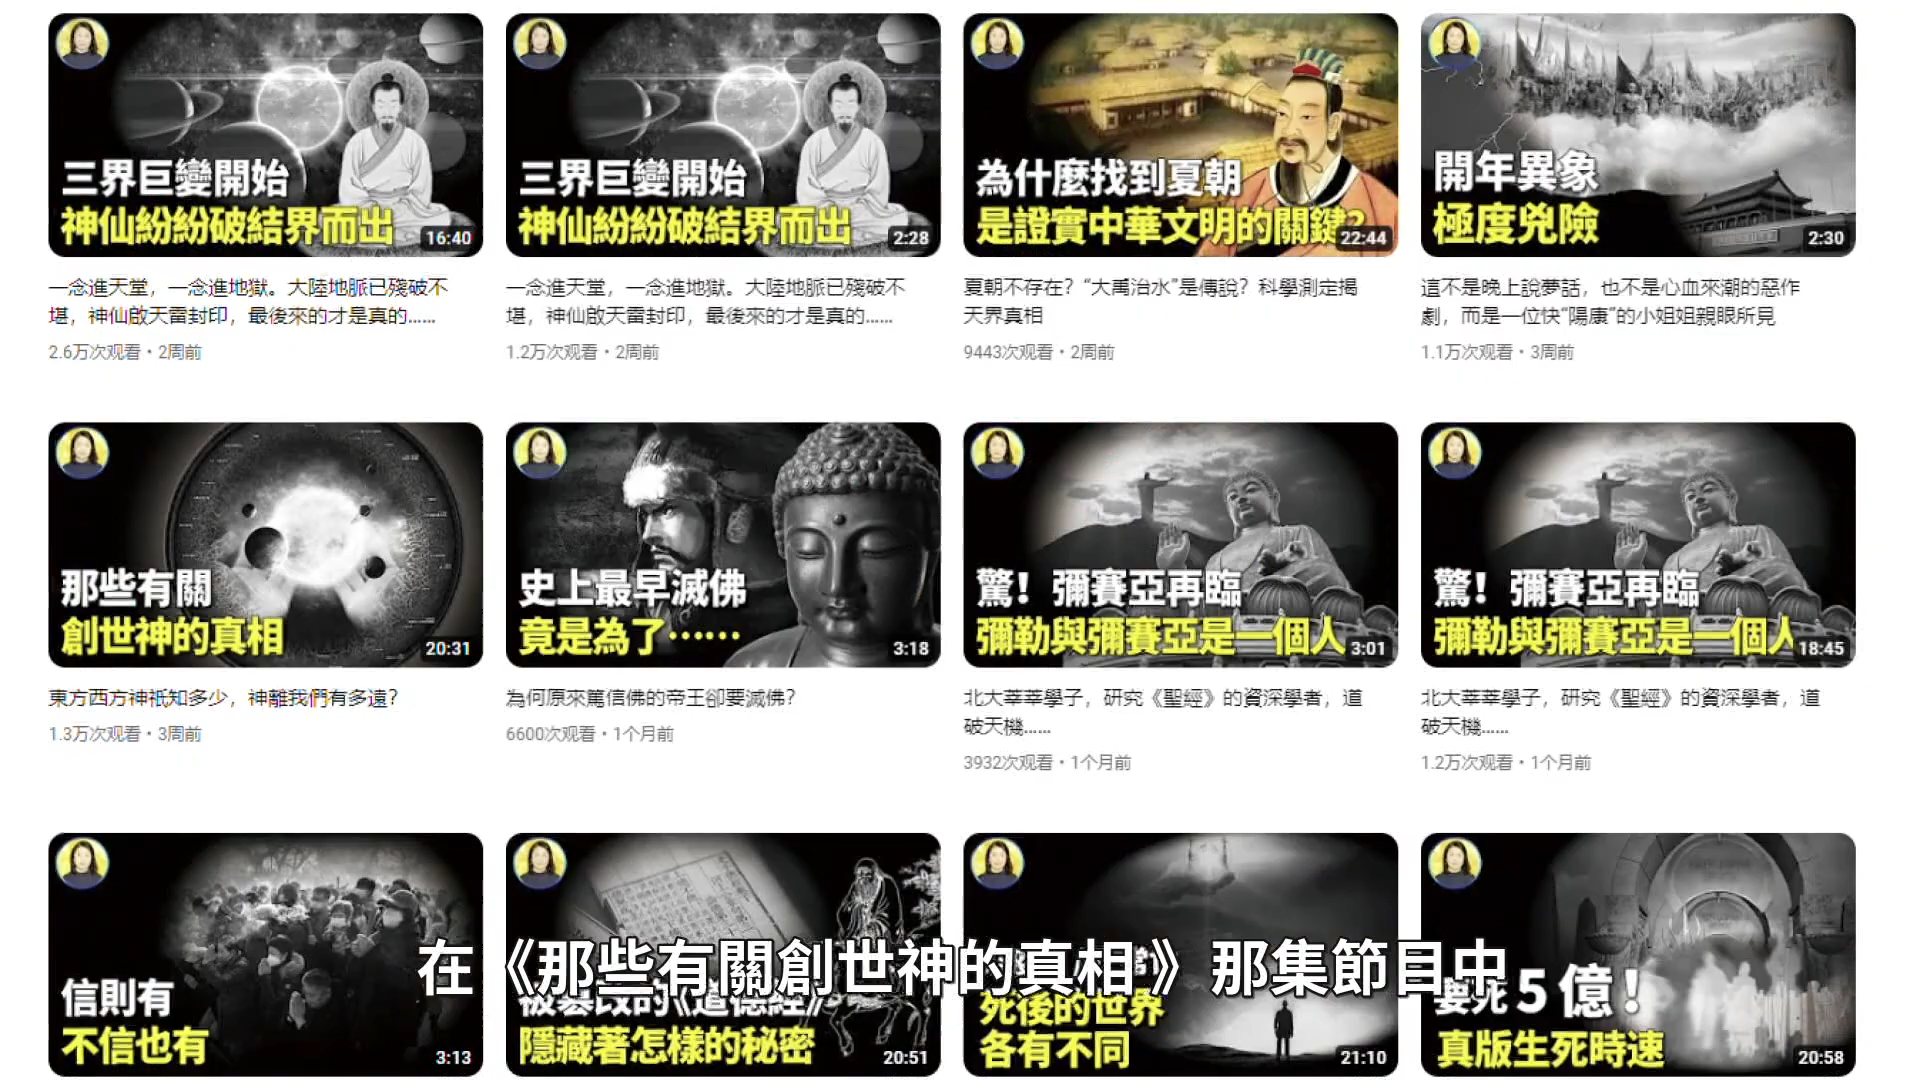 三界巨變開始
神仙紛紛破結界而出
16:40
一念進天堂，一念進地獄。大陸地脈已殘破不
堪，神仙啟天雷封印，最後來的才是真的......
2.6万次观看・2周前
三界巨變開始
神仙紛紛破結界而出
2:28
一念進天堂，一念進地獄。大陸地脈已殘破不
堪，神仙啟天雷封印，最後來的才是真的......
1.2万次观看・2周前
為什麼找到夏朝
是證實中華文明的關鍵?
22:44
夏朝不存在？“大禹治水”是傳說？科學測定揭
天界真相
9443次观看・2周前
開年異象
極度兇險
2:30
這不是晚上說夢話，也不是心血來潮的惡作
劇，而是一位快“陽康”的小姐姐親眼所見
1.1万次观看・3周前
那些有關
創世神的真相
20:31
東方西方神祇知多少，神離我們有多遠？
1.3万次观看・3周前
史上最早滅佛
竟是為了……
3:18
為何原來篤信佛的帝王卻要滅佛？
6600次观看・1个月前
驚！彌賽亞再臨
彌勒與彌賽亞是一個人
3:01
北大莘莘學子，研究《聖經》的資深學者，道
破天機......
3932次观看・1个月前
驚！彌賽亞再臨
彌勒與彌賽亞是一個人
18:45
北大莘莘學子，研究《聖經》的資深學者，道
破天機......
1.2万次观看・1个月前
信則有
不信也有
3:13
被篡改的《道德經》
隱藏著怎樣的秘密
20:51
死後的世界
各有不同
21:10
要死5億！
真版生死時速
20:58
在《那些有關創世神的真相》那集節目中